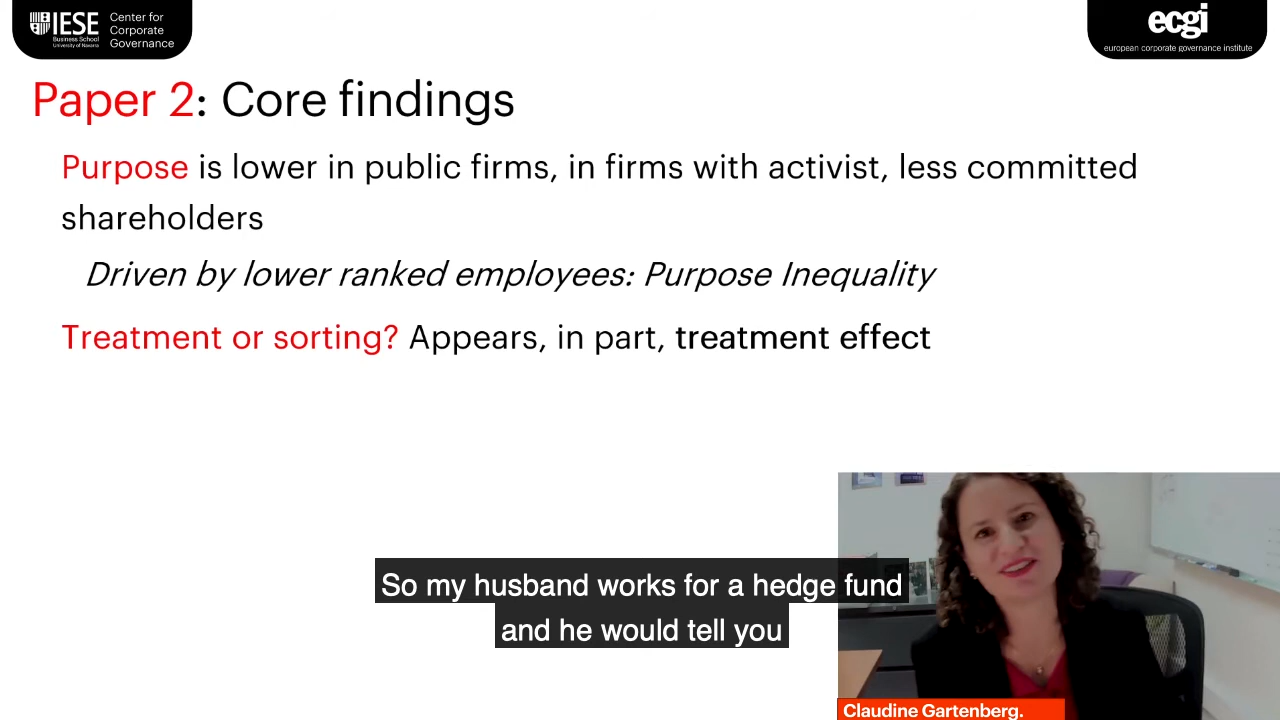 IESE
Business School
University of Navarra
Center for
Corporate
Governance
ecgi
european corporate governance institute
Paper 2: Core findings
Purpose is lower in public firms, in firms with activist, less committed
shareholders
Driven by lower ranked employees: Purpose Inequality
Treatment or sorting? Appears, in part, treatment effect
So my husband works for a hedge fund
and he would tell you
Claudine Gartenberg.